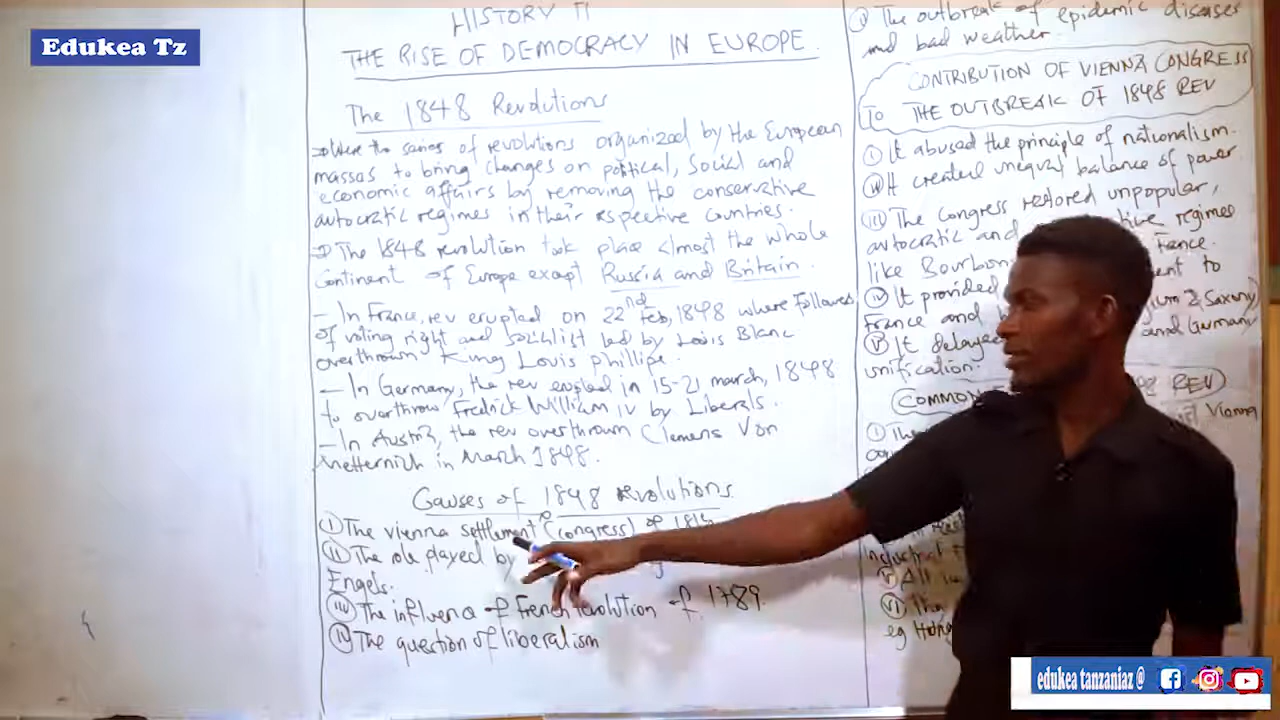 Edukea Tz
HISTORY II
THE RISE OF DEMOCRACY IN EUROPE.
The 1848 Revolutions
Were the series of revolutions organized by the European
masses to bring changes on political, social and
economic affairs by removing the conservative
autocratic regimes in their respective countries.
The 1848 revolution took place almost the whole
continent of Europe except Russia and Britain.
- In France, rev erupted on 22nd Feb, 1848 where Followers
of voting right and socialist led by Louis Blanc
overthrown King Louis phillipe.
- In Germany, the rev erupted in 15-21 march, 1848
to overthrow Fredrick William IV by Liberals.
- In Austria, the rev overthrown Clemens Von
Metternich in March 1848.
Causes of 1848 revolutions
(i) The vienna settlement (congress) of 1815
(ii) The role played by
Engels.
(iii) The influence of French revolution of 1789.
(iv) The question of liberalism
The outbreak of epidemic diseases
and bad weather.
CONTRIBUTION OF VIENNA CONGRESS
To THE OUTBREAK OF 1848 REV
(i) It abused the principle of nationalism.
(ii) It created unequal balance of power
(iii) The Congress restored unpopular,
autocratic and regimes
like Bourbon
(iv) It provided to
France and & Saxony)
(v) It delayed and Germany
unification.
COMMON REV
(i) Vienna
(vi)
eg
edukea tanzaniaz @